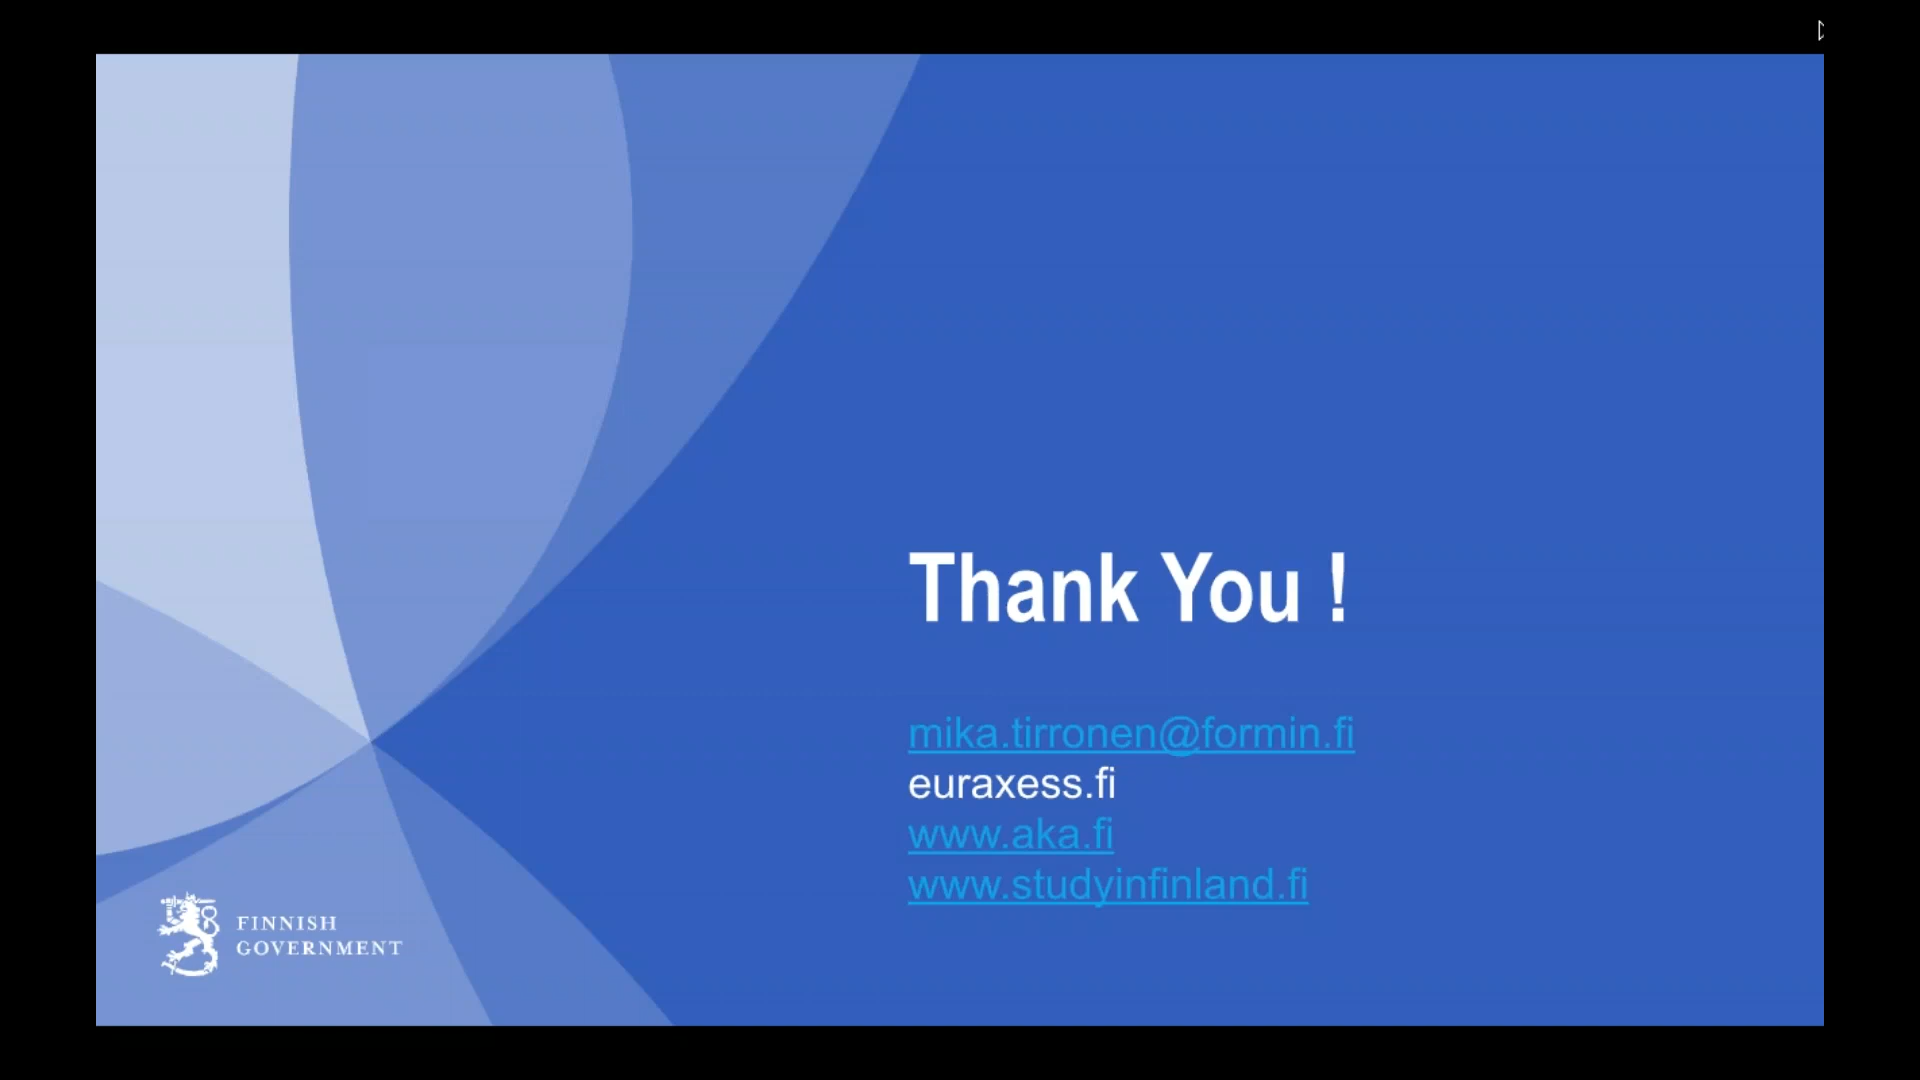 Thank You !
mika.tirronen@formin.fi
euraxess.fi
www.aka.fi
www.studyinfinland.fi
FINNISH
GOVERNMENT